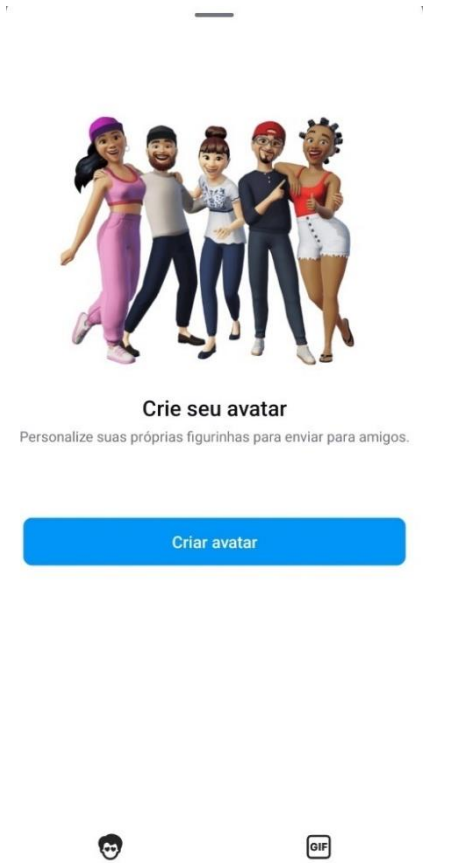 Crie seu avatar
Personalize suas próprias figurinhas para enviar para amigos.
Criar avatar
GIF